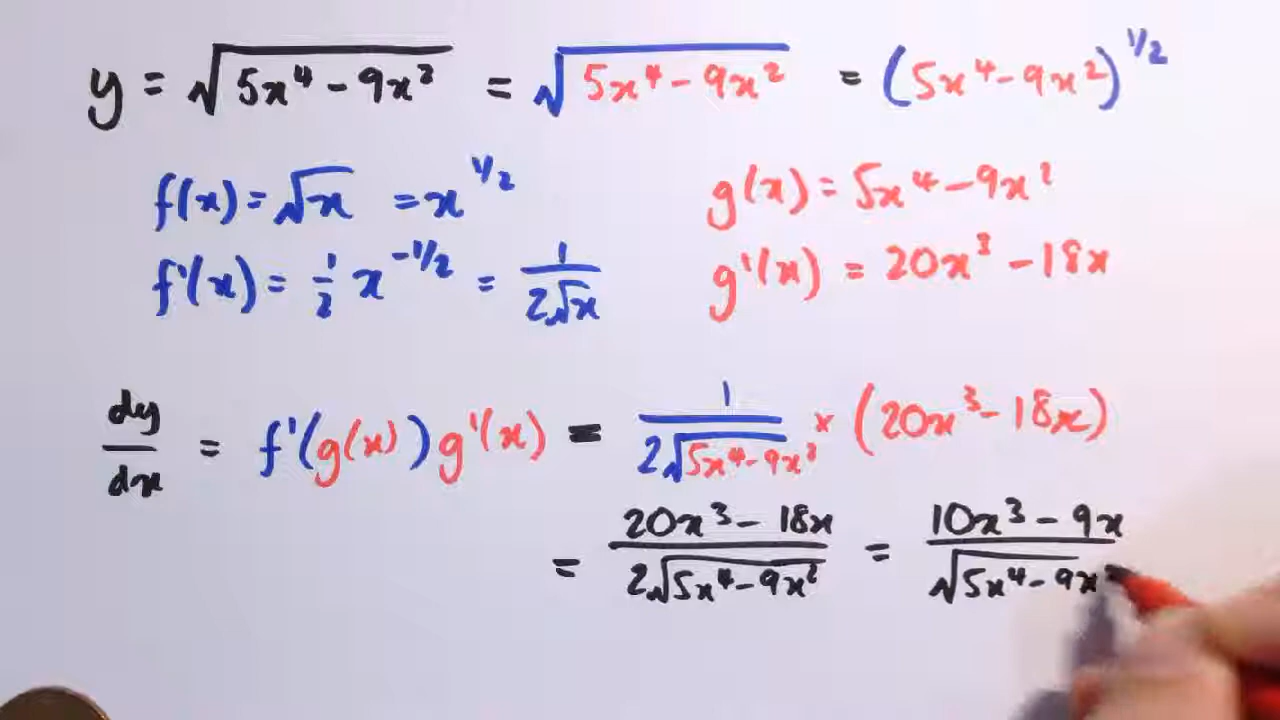 y = √(5x⁴ - 9x²) = √(5x⁴ - 9x²) = (5x⁴ - 9x²)^1/2
f(x) = √x = x^1/2 g(x) = 5x⁴ - 9x²
f'(x) = 1/2 x^-1/2 = 1/(2√x) g'(x) = 20x³ - 18x
dy/dx = f'(g(x))g'(x) = 1/(2√(5x⁴ - 9x²)) × (20x³ - 18x)
= (20x³ - 18x)/(2√(5x⁴ - 9x²)) = (10x³ - 9x)/√(5x⁴ - 9x²)